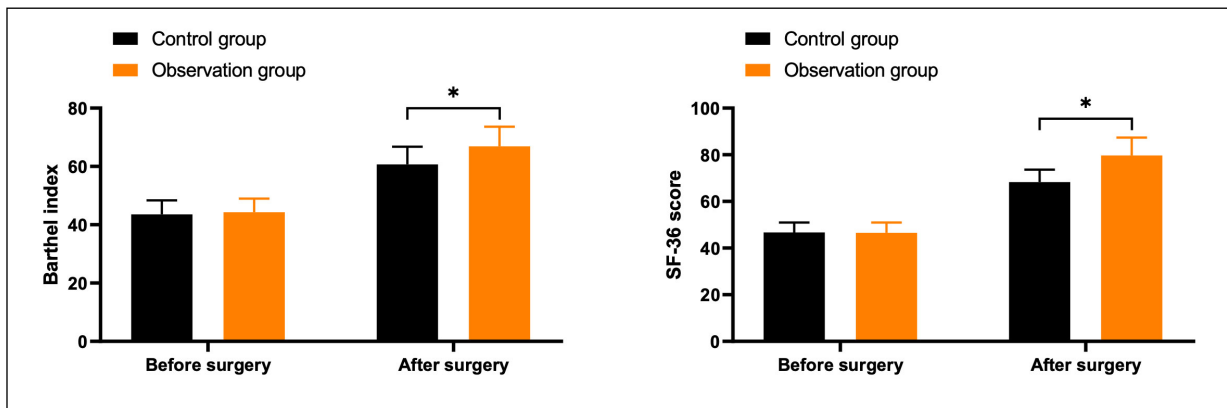 Control group
Observation group
Barthel index
80
60
40
20
0
*
Before surgery
After surgery
Control group
Observation group
SF-36 score
100
80
60
40
20
0
*
Before surgery
After surgery